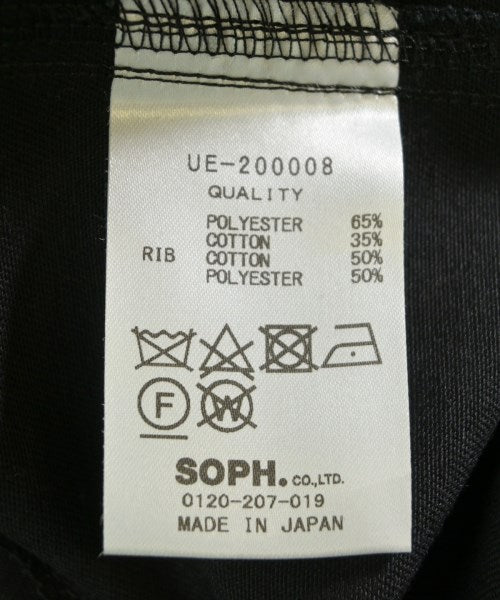 UE-200008
QUALITY
POLYESTER 65%
COTTON 35%
RIB COTTON 50%
POLYESTER 50%
F W
SOPH. CO.,LTD.
0120-207-019
MADE IN JAPAN